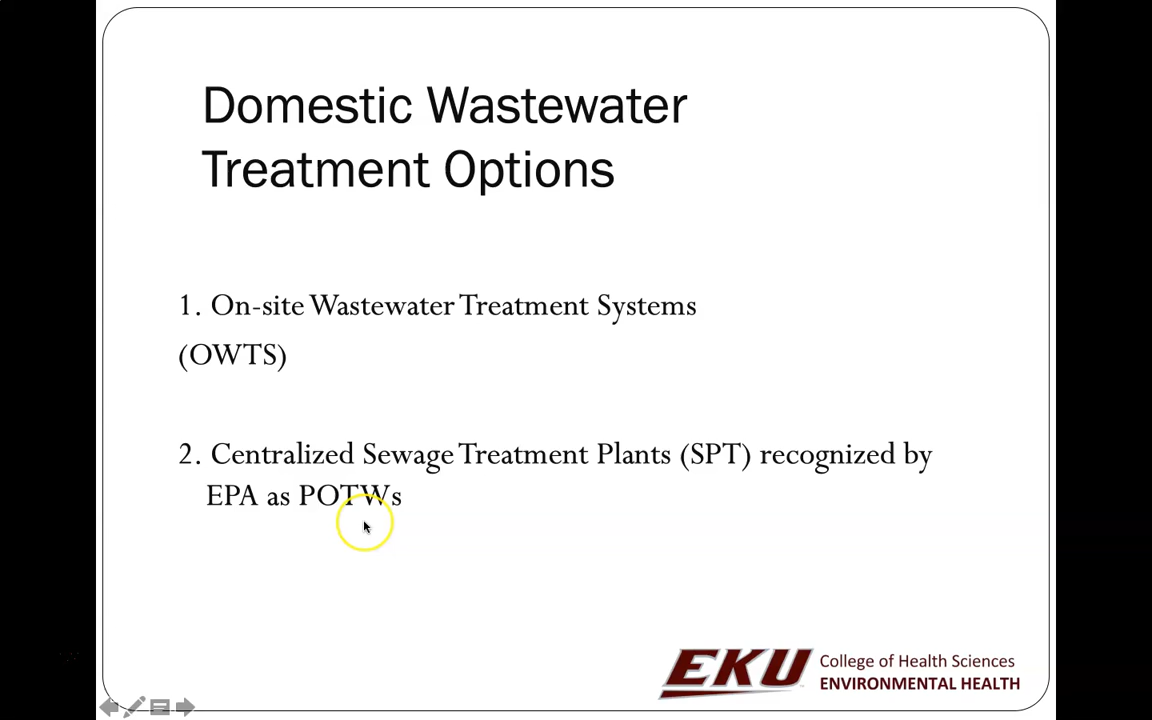 Domestic Wastewater
Treatment Options
1. On-site Wastewater Treatment Systems
(OWTS)
2. Centralized Sewage Treatment Plants (SPT) recognized by
EPA as POTWs
EKU
College of Health Sciences
ENVIRONMENTAL HEALTH